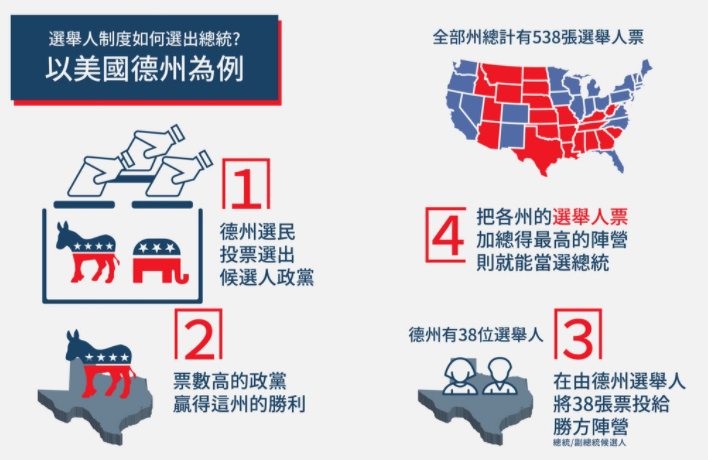 選舉人制度如何選出總統?
以美國德州為例
1
德州選民
投票選出
候選人政黨
2
票數高的政黨
贏得這州的勝利
德州有38位選舉人
3
在由德州選舉人
將38張票投給
勝方陣營
總統/副總統候選人
全部州總計有538張選舉人票
4
把各州的選舉人票
加總得最高的陣營
則就能當選總統